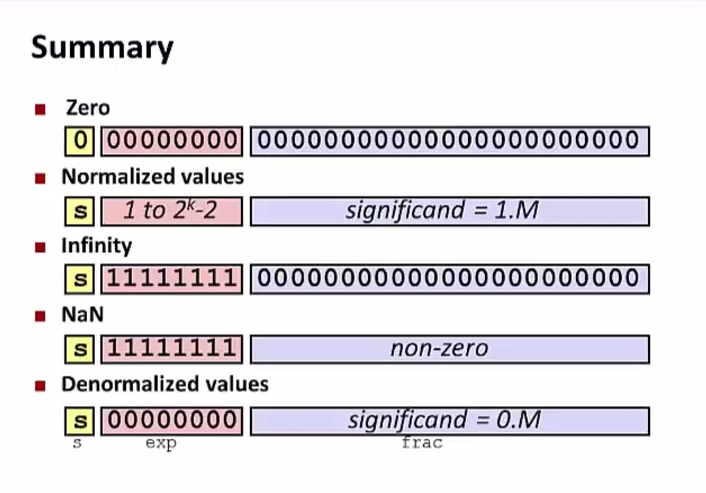 Summary
Zero
0 00000000 00000000000000000000000
Normalized values
s 1 to 2ᵏ-2 significand = 1.M
Infinity
s 11111111 00000000000000000000000
NaN
s 11111111 non-zero
Denormalized values
s 00000000 significand = 0.M
s exp frac